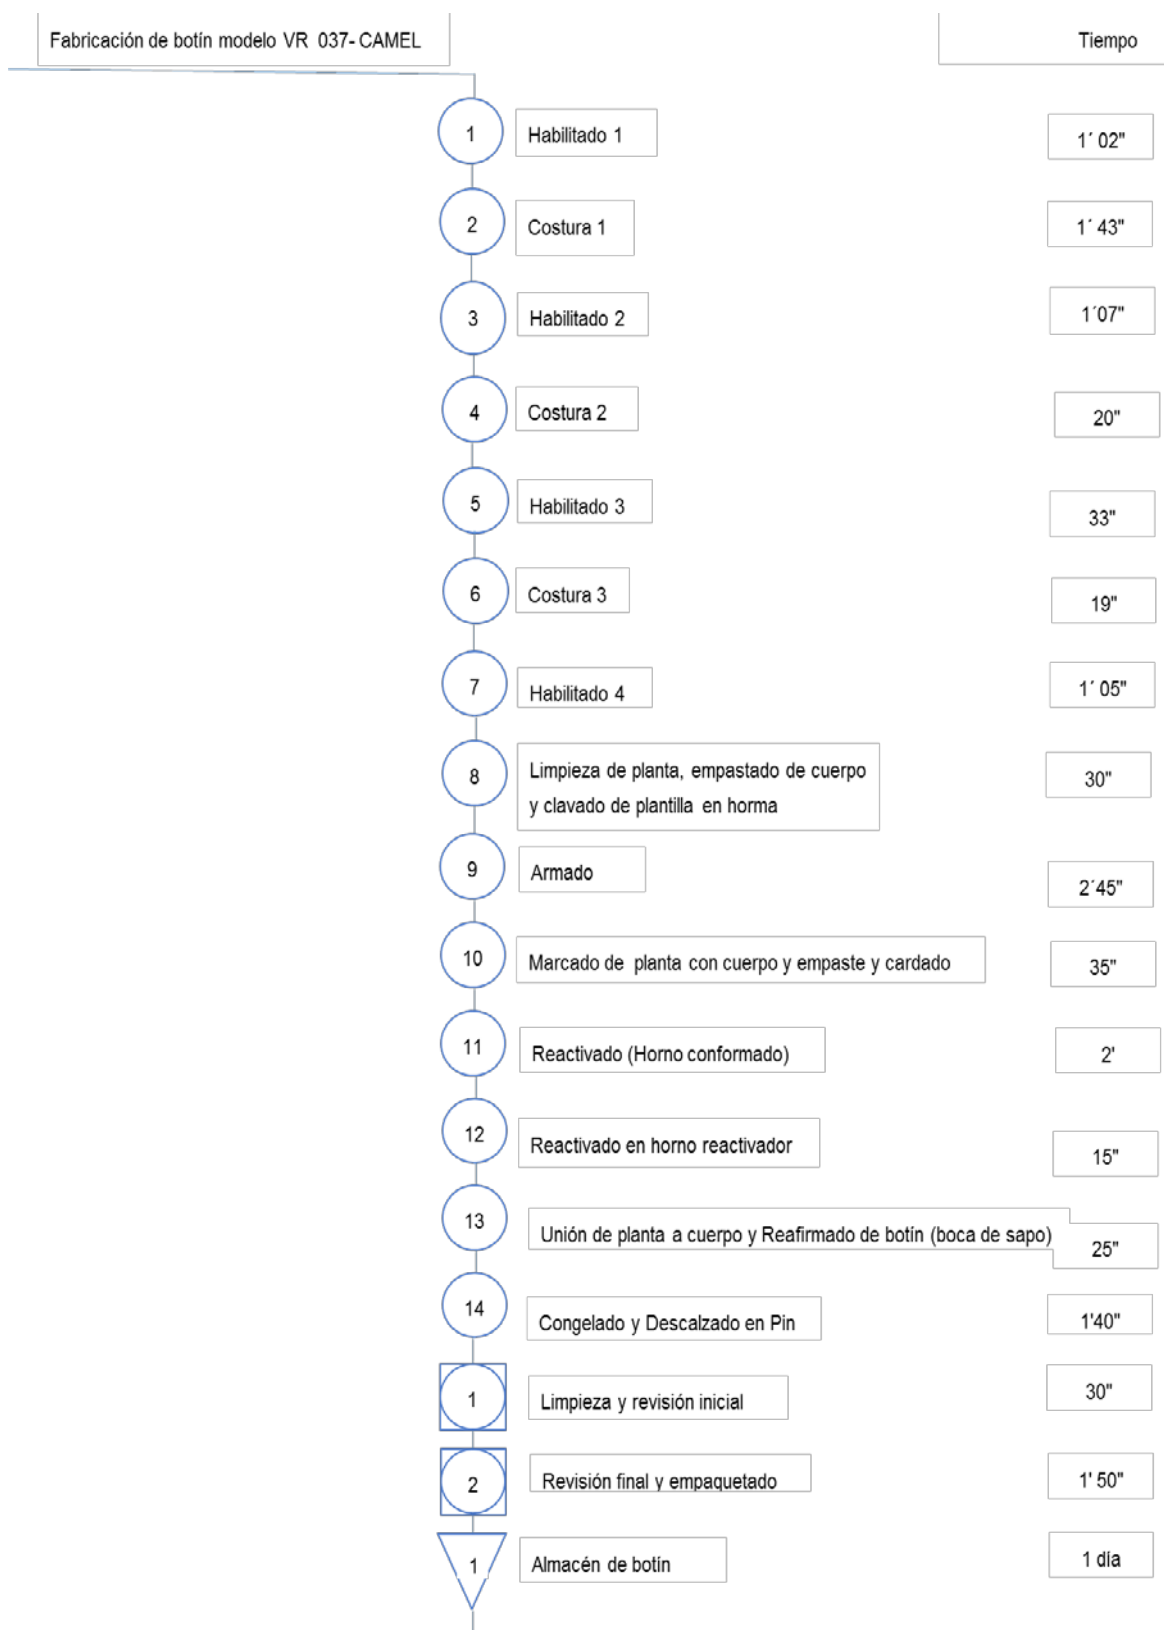 Fabricación de botín modelo VR 037- CAMEL
Tiempo
1
Habilitado 1
1´ 02"
2
Costura 1
1´ 43"
3
Habilitado 2
1´07"
4
Costura 2
20"
5
Habilitado 3
33"
6
Costura 3
19"
7
Habilitado 4
1´ 05"
8
Limpieza de planta, empastado de cuerpo
y clavado de plantilla en horma
30"
9
Armado
2´45"
10
Marcado de planta con cuerpo y empaste y cardado
35"
11
Reactivado (Horno conformado)
2'
12
Reactivado en horno reactivador
15"
13
Unión de planta a cuerpo y Reafirmado de botín (boca de sapo)
25"
14
Congelado y Descalzado en Pin
1'40"
1
Limpieza y revisión inicial
30"
2
Revisión final y empaquetado
1' 50"
1
Almacén de botín
1 día